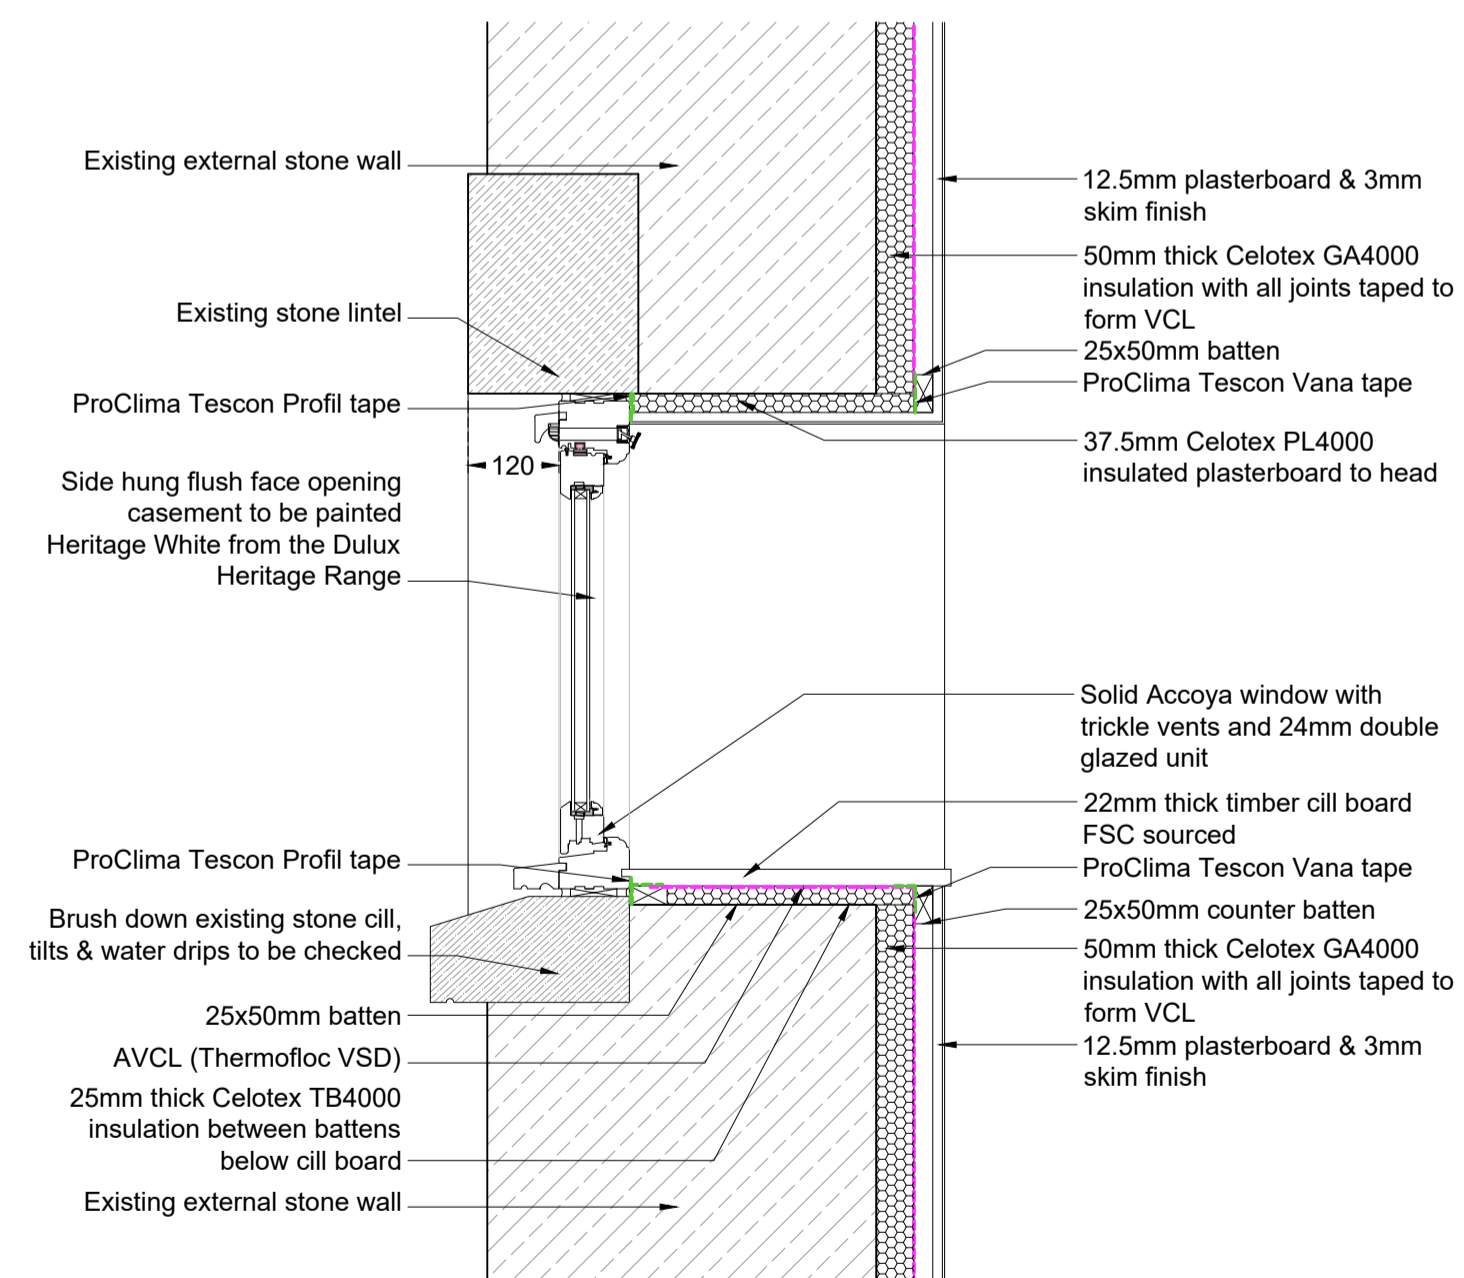 Existing external stone wall
Existing stone lintel
ProClima Tescon Profil tape
120
Side hung flush face opening
casement to be painted
Heritage White from the Dulux
Heritage Range
ProClima Tescon Profil tape
Brush down existing stone cill,
tilts & water drips to be checked
25x50mm batten
AVCL (Thermofloc VSD)
25mm thick Celotex TB4000
insulation between battens
below cill board
Existing external stone wall
12.5mm plasterboard & 3mm
skim finish
50mm thick Celotex GA4000
insulation with all joints taped to
form VCL
25x50mm batten
ProClima Tescon Vana tape
37.5mm Celotex PL4000
insulated plasterboard to head
Solid Accoya window with
trickle vents and 24mm double
glazed unit
22mm thick timber cill board
FSC sourced
ProClima Tescon Vana tape
25x50mm counter batten
50mm thick Celotex GA4000
insulation with all joints taped to
form VCL
12.5mm plasterboard & 3mm
skim finish